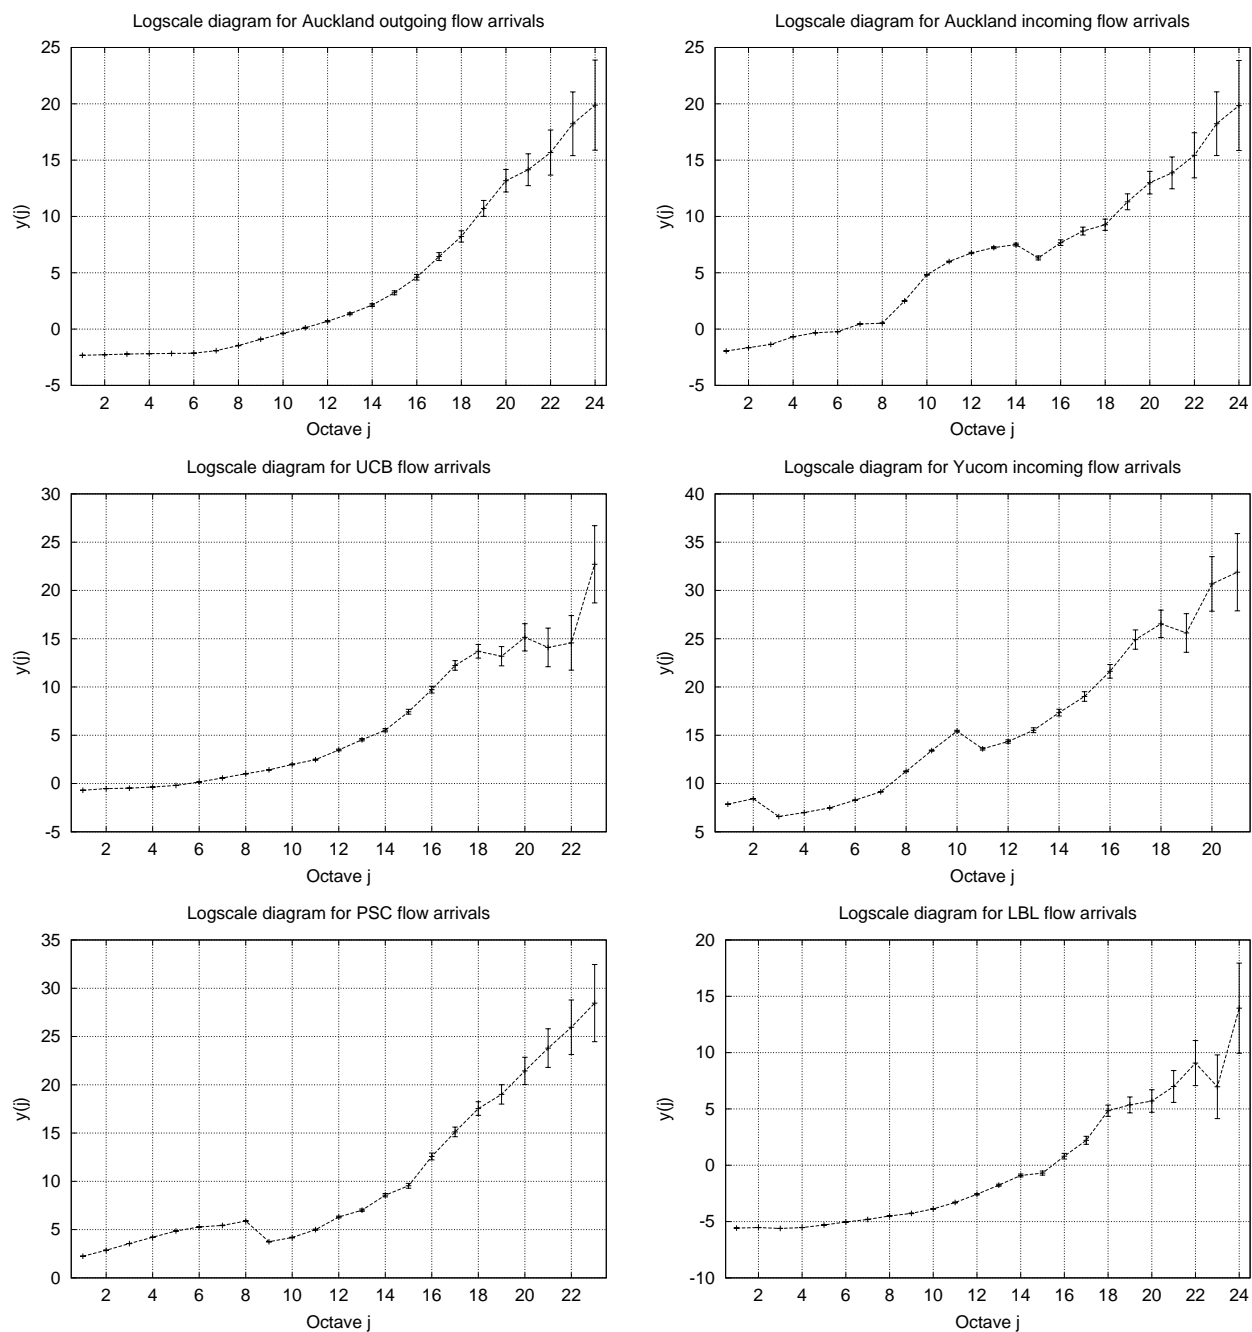 Logscale diagram for Auckland outgoing flow arrivals
25
20
15
10
5
0
-5
y(j)
2 4 6 8 10 12 14 16 18 20 22 24
Octave j
Logscale diagram for Auckland incoming flow arrivals
25
20
15
10
5
0
-5
y(j)
2 4 6 8 10 12 14 16 18 20 22 24
Octave j
Logscale diagram for UCB flow arrivals
30
25
20
15
10
5
0
-5
y(j)
2 4 6 8 10 12 14 16 18 20 22
Octave j
Logscale diagram for Yucom incoming flow arrivals
40
35
30
25
20
15
10
5
y(j)
2 4 6 8 10 12 14 16 18 20
Octave j
Logscale diagram for PSC flow arrivals
35
30
25
20
15
10
5
0
y(j)
2 4 6 8 10 12 14 16 18 20 22
Octave j
Logscale diagram for LBL flow arrivals
20
15
10
5
0
-5
-10
y(j)
2 4 6 8 10 12 14 16 18 20 22 24
Octave j